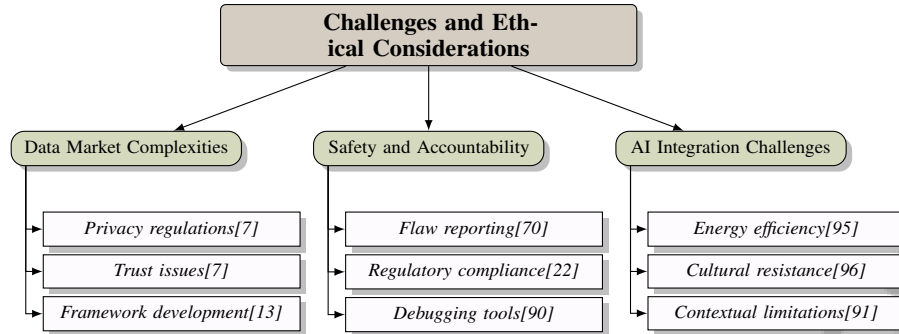 Challenges and Eth-
ical Considerations
Data Market Complexities
Safety and Accountability
AI Integration Challenges
Privacy regulations[7]
Flaw reporting[70]
Energy efficiency[95]
Trust issues[7]
Regulatory compliance[22]
Cultural resistance[96]
Framework development[13]
Debugging tools[90]
Contextual limitations[91]